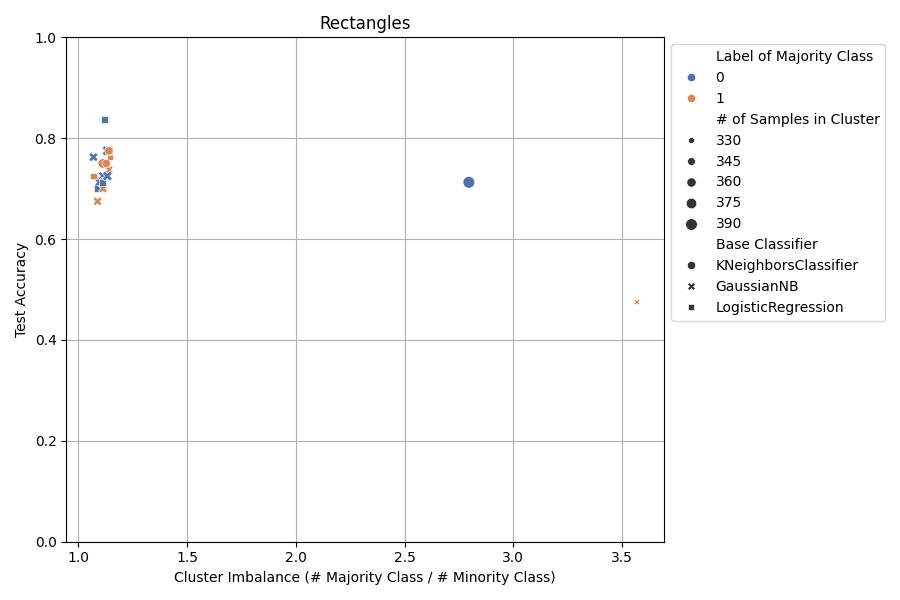 Rectangles
1.0
0.8
0.6
0.4
0.2
0.0
Test Accuracy
1.0 1.5 2.0 2.5 3.0 3.5
Cluster Imbalance (# Majority Class / # Minority Class)
Label of Majority Class
0
1
# of Samples in Cluster
330
345
360
375
390
Base Classifier
KNeighborsClassifier
GaussianNB
LogisticRegression